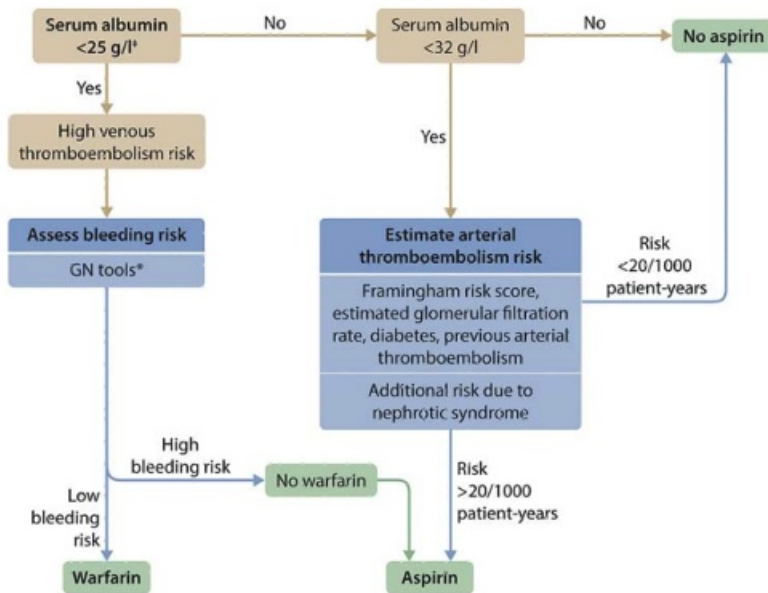 Serum albumin
<25 g/l‡
No
Serum albumin
<32 g/l
No
No aspirin
Yes
High venous
thromboembolism risk
Yes
Assess bleeding risk
GN tools*
Estimate arterial
thromboembolism risk
Framingham risk score,
estimated glomerular filtration
rate, diabetes, previous arterial
thromboembolism
Additional risk due to
nephrotic syndrome
Risk
<20/1000
patient-years
High
bleeding risk
No warfarin
Risk
>20/1000
patient-years
Low
bleeding
risk
Warfarin
Aspirin